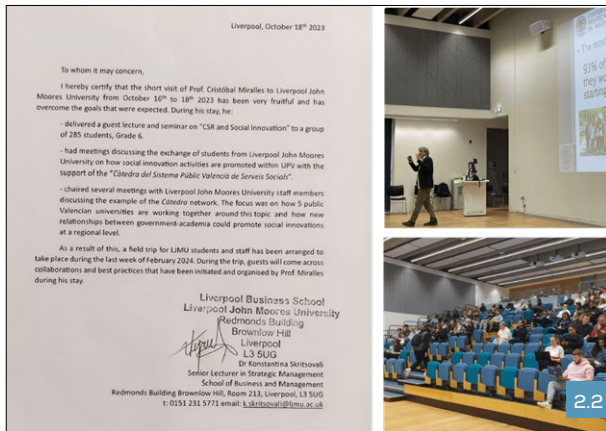 Liverpool, October 18th 2023
To whom it may concern,
I hereby certify that the short visit of Prof. Cristóbal Miralles to Liverpool John
Moores University from October 16th to 18th 2023 has been very fruitful and has
overcome the goals that were expected. During his stay, he:
- delivered a guest lecture and seminar on "CSR and Social Innovation" to a group
of 285 students, Grade 6.
- had meetings discussing the exchange of students from Liverpool John Moores
University on how social innovation activities are promoted within UPV with the
support of the "Càtedra del Sistema Públic Valencià de Serveis Socials".
- chaired several meetings with Liverpool John Moores University staff members
discussing the example of the Cátedra network. The focus was on how 5 public
Valencian universities are working together around this topic and how new
relationships between government-academia could promote social innovations
at a regional level.
As a result of this, a field trip for LJMU students and staff has been arranged to
take place during the last week of February 2024. During the trip, guests will come across
collaborations and best practices that have been initiated and organised by Prof. Miralles
during his stay.
Liverpool Business School
Liverpool John Moores University
Redmonds Building
Brownlow Hill
Liverpool
L3 5UG
Dr Konstantina Skritsovali
Senior Lecturer in Strategic Management
School of Business and Management
Redmonds Building Brownlow Hill, Room 213, Liverpool, L3 5UG
t: 0151 231 5771 email: k.skritsovali@ljmu.ac.uk
The most
93% of
they wo
starting
2.2